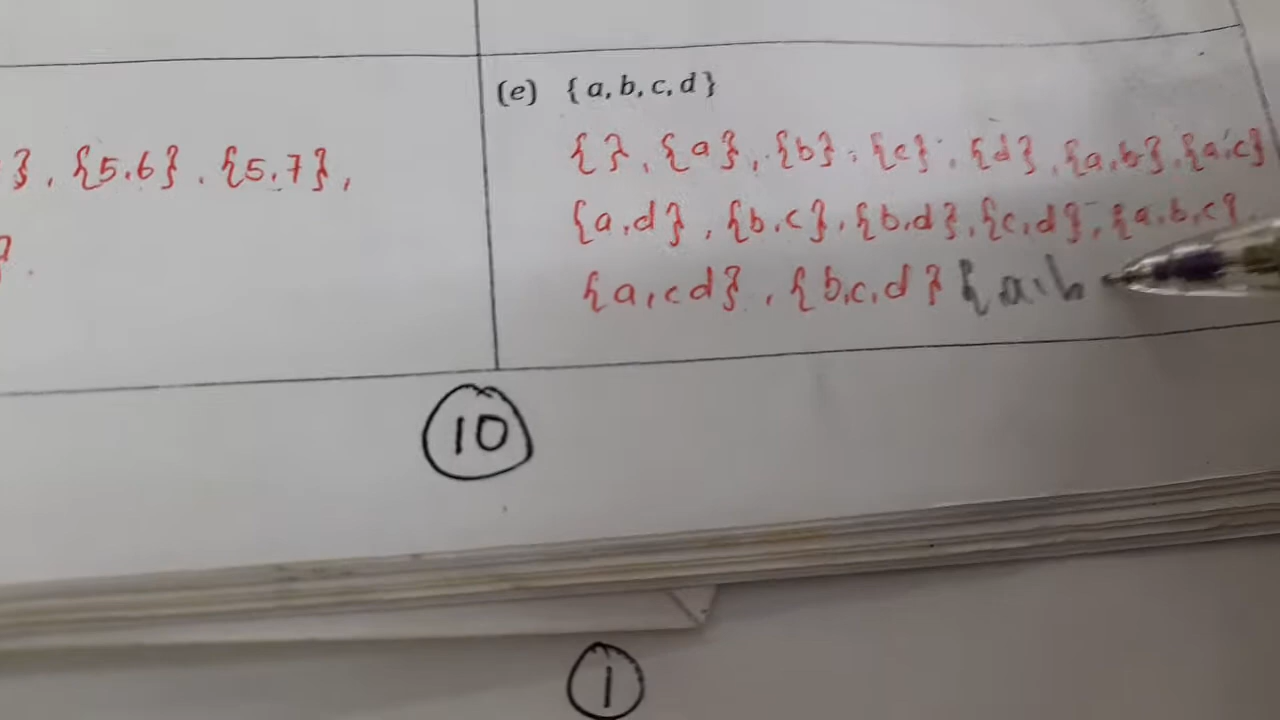 (e) { a, b, c, d }
{ }, {a}, {b}, {c}, {d}, {a,b}, {a,c}
}, {5,6}, {5,7},
{a,d}, {b,c}, {b,d}, {c,d}, {a,b,c}
{a,c d}, {b,c,d} {a,b
10
1